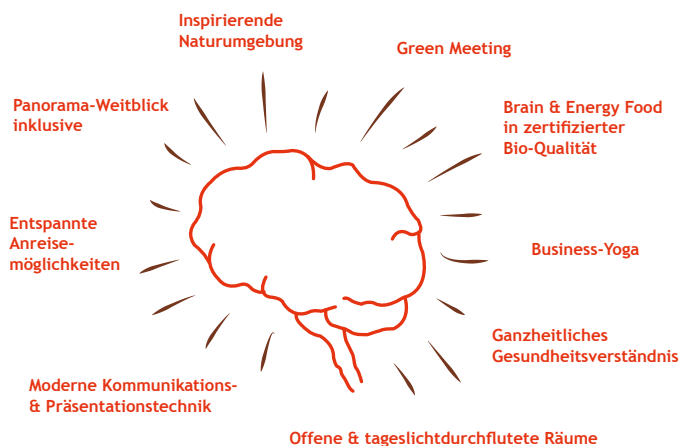 Inspirierende
Naturumgebung
Green Meeting
Panorama-Weitblick
inklusive
Brain & Energy Food
in zertifizierter
Bio-Qualität
Entspannte
Anreise-
möglichkeiten
Business-Yoga
Ganzheitliches
Gesundheitsverständnis
Moderne Kommunikations-
& Präsentationstechnik
Offene & tageslichtdurchflutete Räume